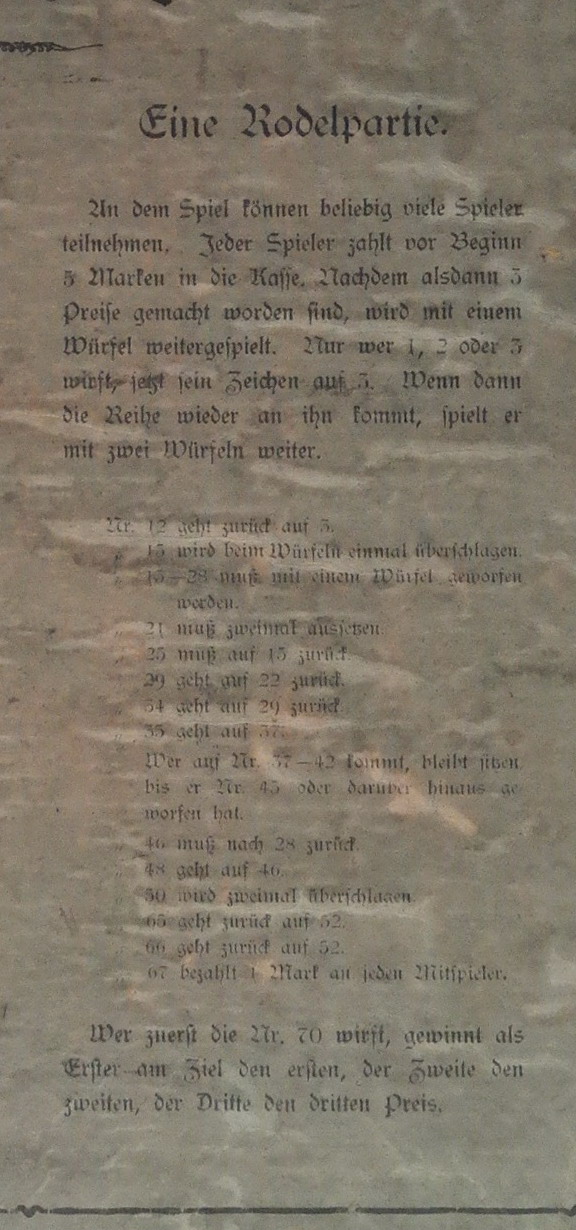 Eine Rodelpartie.
An dem Spiel können beliebig viele Spieler
teilnehmen. Jeder Spieler zahlt vor Beginn
5 Marken in die Kasse. Nachdem alsdann 3
Preise gemacht worden sind, wird mit einem
Würfel weitergespielt. Nur wer 1, 2 oder 3
wirft, setzt sein Zeichen auf 3. Wenn dann
die Reihe wieder an ihn kommt, spielt er
mit zwei Würfeln weiter.
Nr. 12 geht zurück auf 3.
„ 13 wird beim Würfeln einmal überschlagen.
„ 15—28 muß mit einem Würfel geworfen
werden.
„ 21 muß zweimal aussetzen.
„ 25 muß auf 15 zurück.
„ 29 geht auf 22 zurück.
„ 34 geht auf 29 zurück.
„ 35 geht auf 37.
Wer auf Nr. 37—42 kommt, bleibt sitzen
bis er Nr. 43 oder darüber hinaus ge
worfen hat.
„ 46 muß nach 28 zurück.
„ 48 geht auf 46.
„ 50 wird zweimal überschlagen.
„ 65 geht zurück auf 52.
„ 66 geht zurück auf 52.
„ 67 bezahlt 1 Mark an jeden Mitspieler.
Wer zuerst die Nr. 70 wirft, gewinnt als
Erster am Ziel den ersten, der Zweite den
zweiten, der Dritte den dritten Preis.